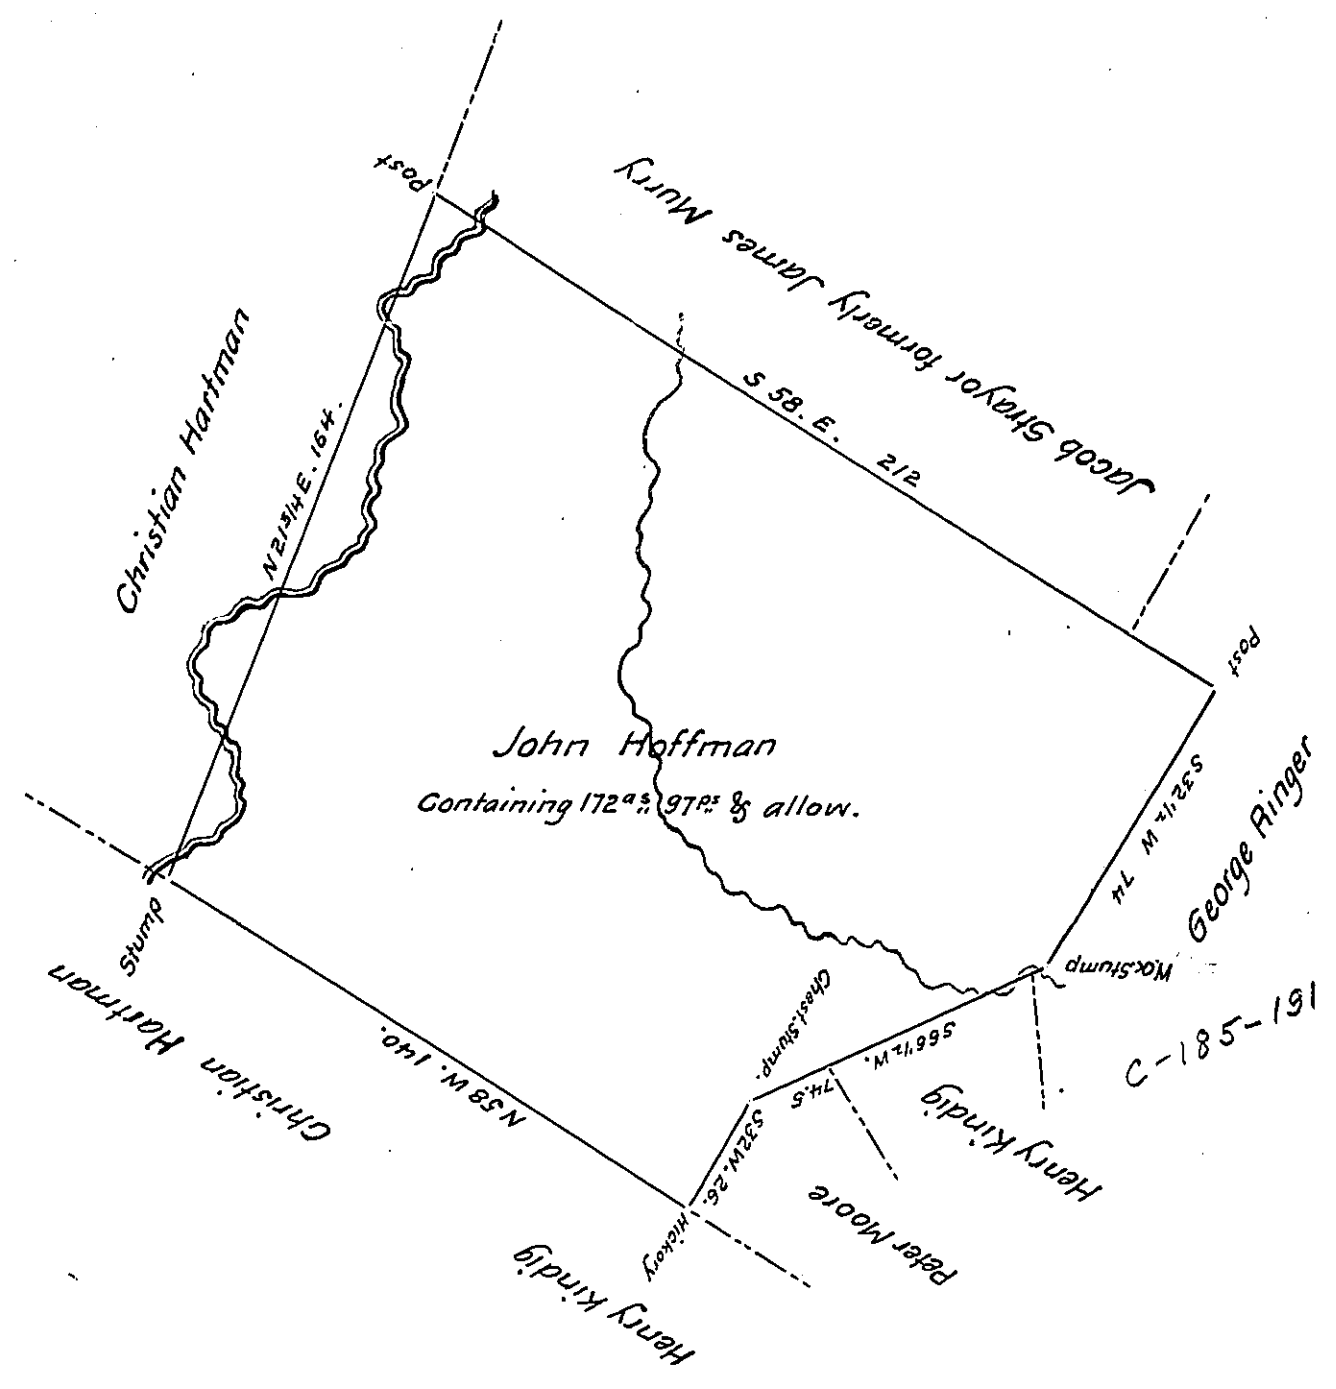 Post
Jacob Strayor formerly James Murry
Christian Hartman
N 21 3/4 E. 164.
S 58. E. 212
Post
S 32 1/2 W 74
George Ringer
John Hoffman
Containing 172 as. 97 ps. & allow.
W.o. Stump
C-185-191
Chest. Stump.
S 66 1/2 W.
74.5
Henry Kindig
Peter Moore
S 32 W. 26.
Hickory
Henry Kindig
N 58 W. 140.
Stump
Christian Hartman